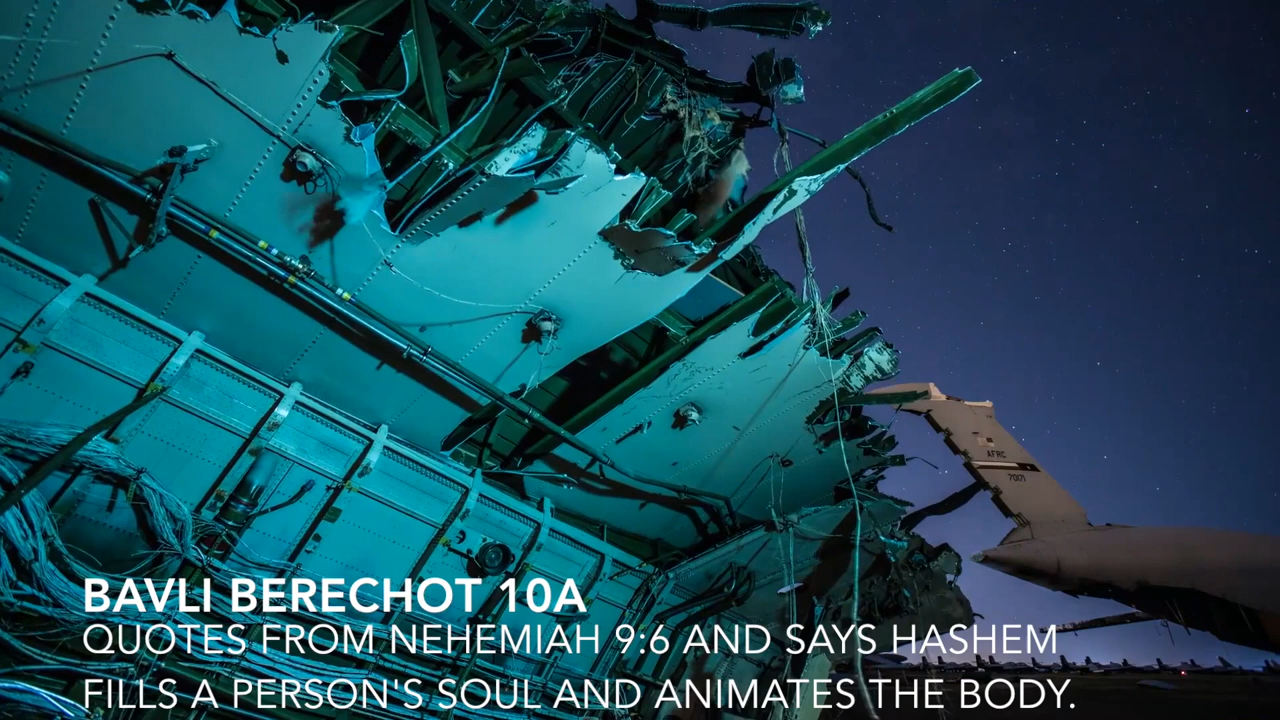 AFRC
70171
BAVLI BERECHOT 10A
QUOTES FROM NEHEMIAH 9:6 AND SAYS HASHEM
FILLS A PERSON'S SOUL AND ANIMATES THE BODY.